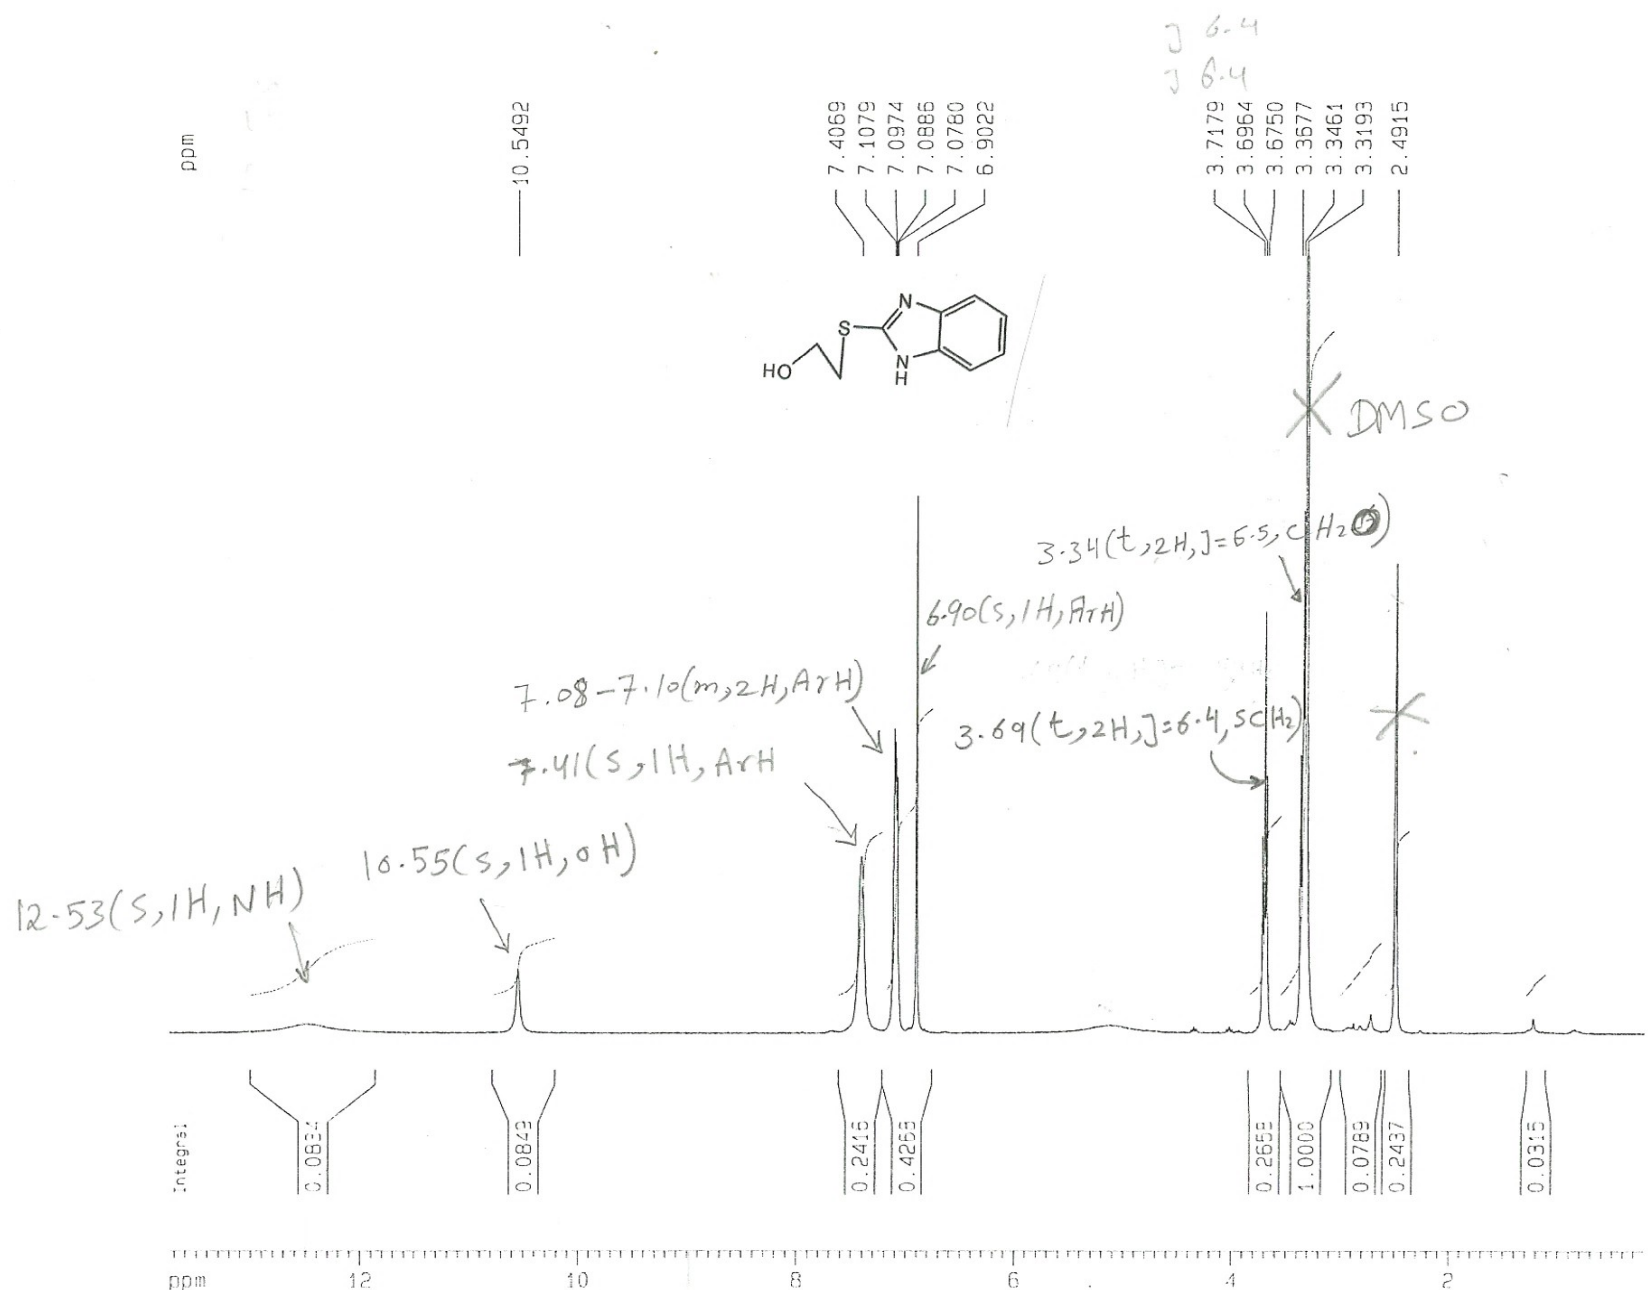 J 6.4
J 6.4
ppm
10.5492
7.4069
7.1079
7.0974
7.0886
7.0780
6.9022
3.7179
3.6964
3.6750
3.3677
3.3461
3.3193
2.4915
N
S
HO
N
H
DMSO
3.34(t,2H,J=6.5,CH2
6.90(s,1H,ArH)
7.08-7.10(m,2H,ArH)
3.69(t,2H,J=6.4,SCH2)
7.41(s,1H,ArH
10.55(s,1H,OH)
12.53(s,1H,NH)
Integral
0.0834
0.0843
0.2416
0.4265
0.2653
1.0000
0.0789
0.2437
0.0315
ppm 12 10 8 6 4 2